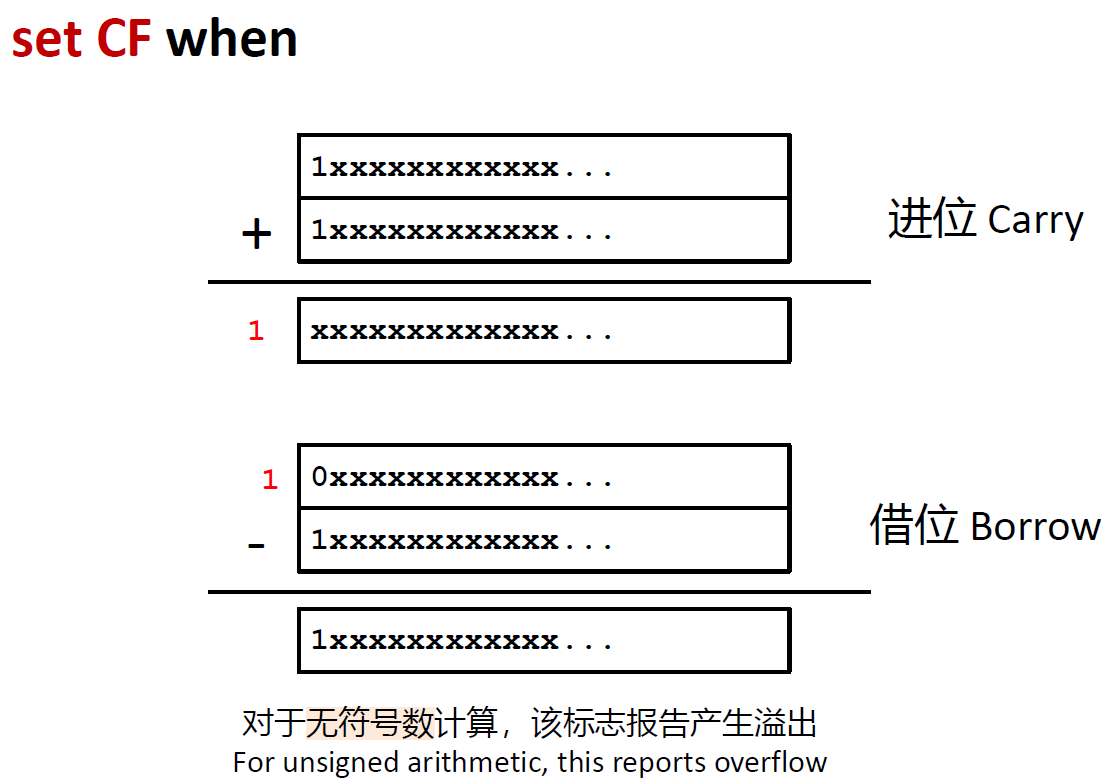 set CF when
1xxxxxxxxxxxx...
+ 1xxxxxxxxxxxx... 进位 Carry
1 xxxxxxxxxxxxx...
1 0xxxxxxxxxxxx...
- 1xxxxxxxxxxxx... 借位 Borrow
1xxxxxxxxxxxx...
对于无符号数计算，该标志报告产生溢出
For unsigned arithmetic, this reports overflow